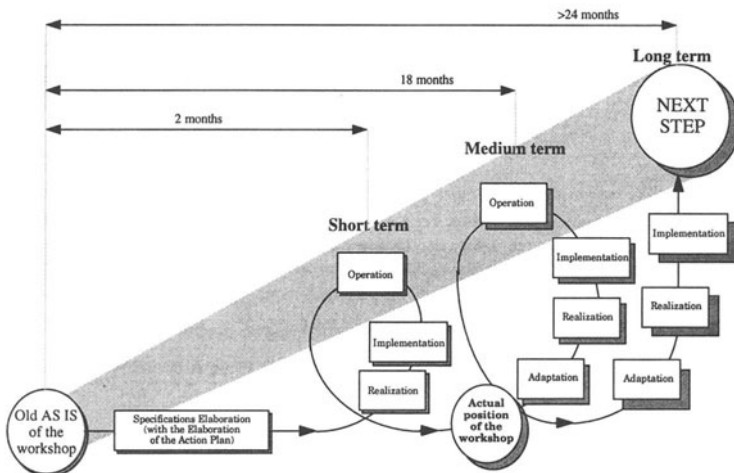 >24 months
Long term
18 months
NEXT
STEP
2 months
Medium term
Operation
Short term
Implementation
Implementation
Operation
Realization
Realization
Implementation
Adaptation
Adaptation
Realization
Old AS IS
of the
workshop
Specifications Elaboration
(with the Elaboration
of the Action Plan)
Actual
position
of the
workshop